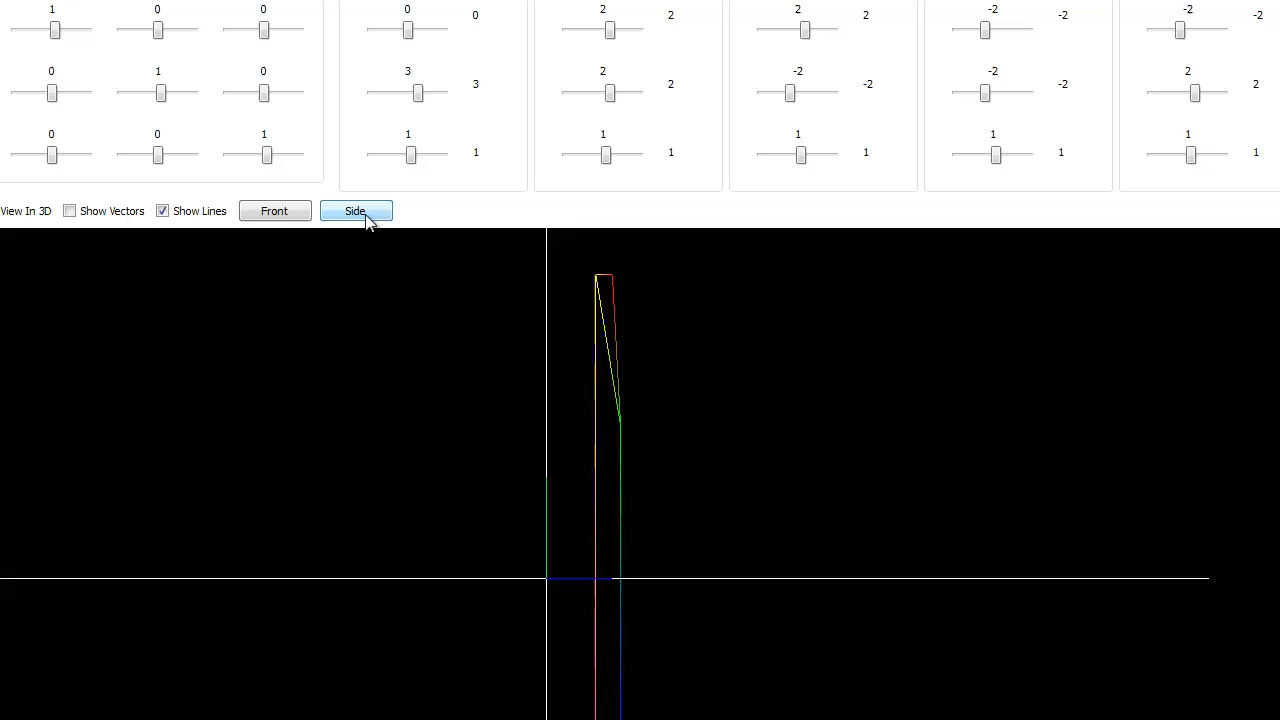 1 0 0 0 0 2 2 2 2 -2 -2 -2 -2
0 1 0 3 3 2 2 -2 -2 -2 -2 2 2
0 0 1 1 1 1 1 1 1 1 1 1 1
View In 3D Show Vectors Show Lines Front Side